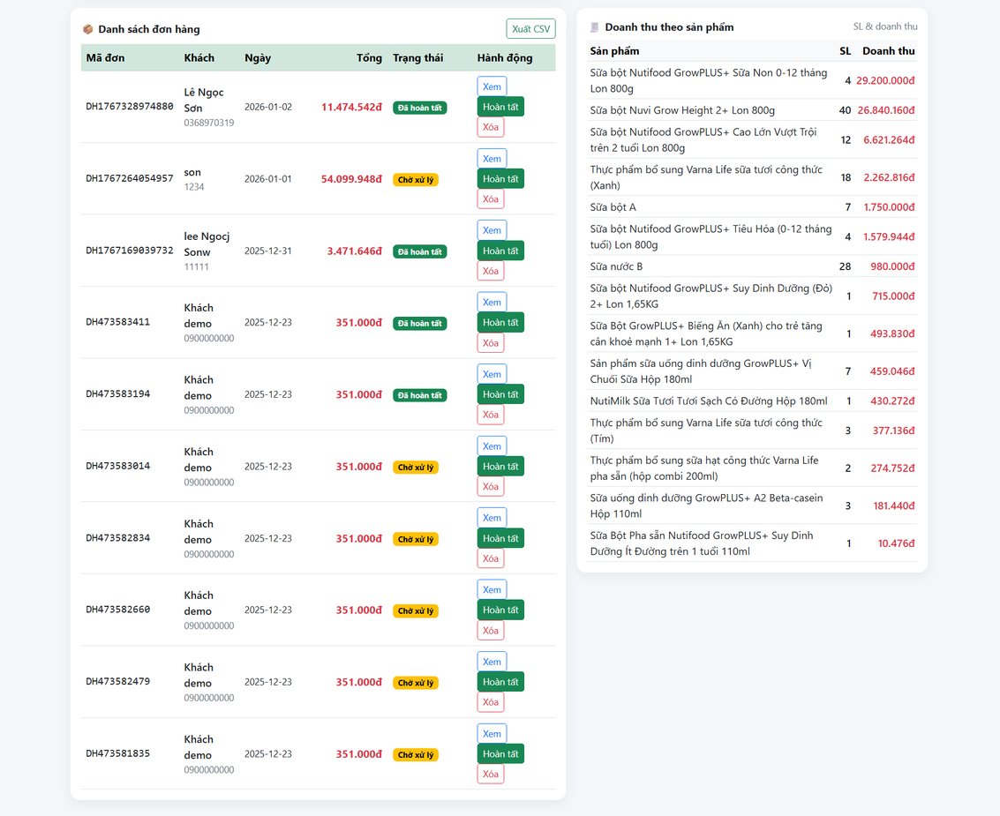 Danh sách đơn hàng
Xuất CSV
Mã đơn Khách Ngày Tổng Trạng thái Hành động
DH1767328974880 Lê Ngọc Sơn 0368970319 2026-01-02 11.474.542đ Đã hoàn tất Xem Hoàn tất Xóa
DH1767264054957 son 1234 2026-01-01 54.099.948đ Chờ xử lý Xem Hoàn tất Xóa
DH1767169039732 lee Ngocj Sonw 11111 2025-12-31 3.471.646đ Đã hoàn tất Xem Hoàn tất Xóa
DH473583411 Khách demo 0900000000 2025-12-23 351.000đ Đã hoàn tất Xem Hoàn tất Xóa
DH473583194 Khách demo 0900000000 2025-12-23 351.000đ Đã hoàn tất Xem Hoàn tất Xóa
DH473583014 Khách demo 0900000000 2025-12-23 351.000đ Chờ xử lý Xem Hoàn tất Xóa
DH473582834 Khách demo 0900000000 2025-12-23 351.000đ Chờ xử lý Xem Hoàn tất Xóa
DH473582660 Khách demo 0900000000 2025-12-23 351.000đ Chờ xử lý Xem Hoàn tất Xóa
DH473582479 Khách demo 0900000000 2025-12-23 351.000đ Chờ xử lý Xem Hoàn tất Xóa
DH473581835 Khách demo 0900000000 2025-12-23 351.000đ Chờ xử lý Xem Hoàn tất Xóa
Doanh thu theo sản phẩm
SL & doanh thu
Sản phẩm SL Doanh thu
Sữa bột Nutifood GrowPLUS+ Sữa Non 0-12 tháng
Lon 800g 4 29.200.000đ
Sữa bột Nuvi Grow Height 2+ Lon 800g 40 26.840.160đ
Sữa bột Nutifood GrowPLUS+ Cao Lớn Vượt Trội
trên 2 tuổi Lon 800g 12 6.621.264đ
Thực phẩm bổ sung Varna Life sữa tươi công thức
(Xanh) 18 2.262.816đ
Sữa bột A 7 1.750.000đ
Sữa bột Nutifood GrowPLUS+ Tiêu Hóa (0-12 tháng
tuổi) Lon 800g 4 1.579.944đ
Sữa nước B 28 980.000đ
Sữa bột Nutifood GrowPLUS+ Suy Dinh Dưỡng (Đỏ)
2+ Lon 1,65KG 1 715.000đ
Sữa Bột GrowPLUS+ Biếng Ăn (Xanh) cho trẻ tăng
cân khoẻ mạnh 1+ Lon 1,65KG 1 493.830đ
Sản phẩm sữa uống dinh dưỡng GrowPLUS+ Vị
Chuối Sữa Hộp 180ml 7 459.046đ
NutiMilk Sữa Tươi Tươi Sạch Có Đường Hộp 180ml 1 430.272đ
Thực phẩm bổ sung Varna Life sữa tươi công thức
(Tím) 3 377.136đ
Thực phẩm bổ sung sữa hạt công thức Varna Life
pha sẵn (hộp combi 200ml) 2 274.752đ
Sữa uống dinh dưỡng GrowPLUS+ A2 Beta-casein
Hộp 110ml 3 181.440đ
Sữa Bột Pha sẵn Nutifood GrowPLUS+ Suy Dinh
Dưỡng Ít Đường trên 1 tuổi 110ml 1 10.476đ